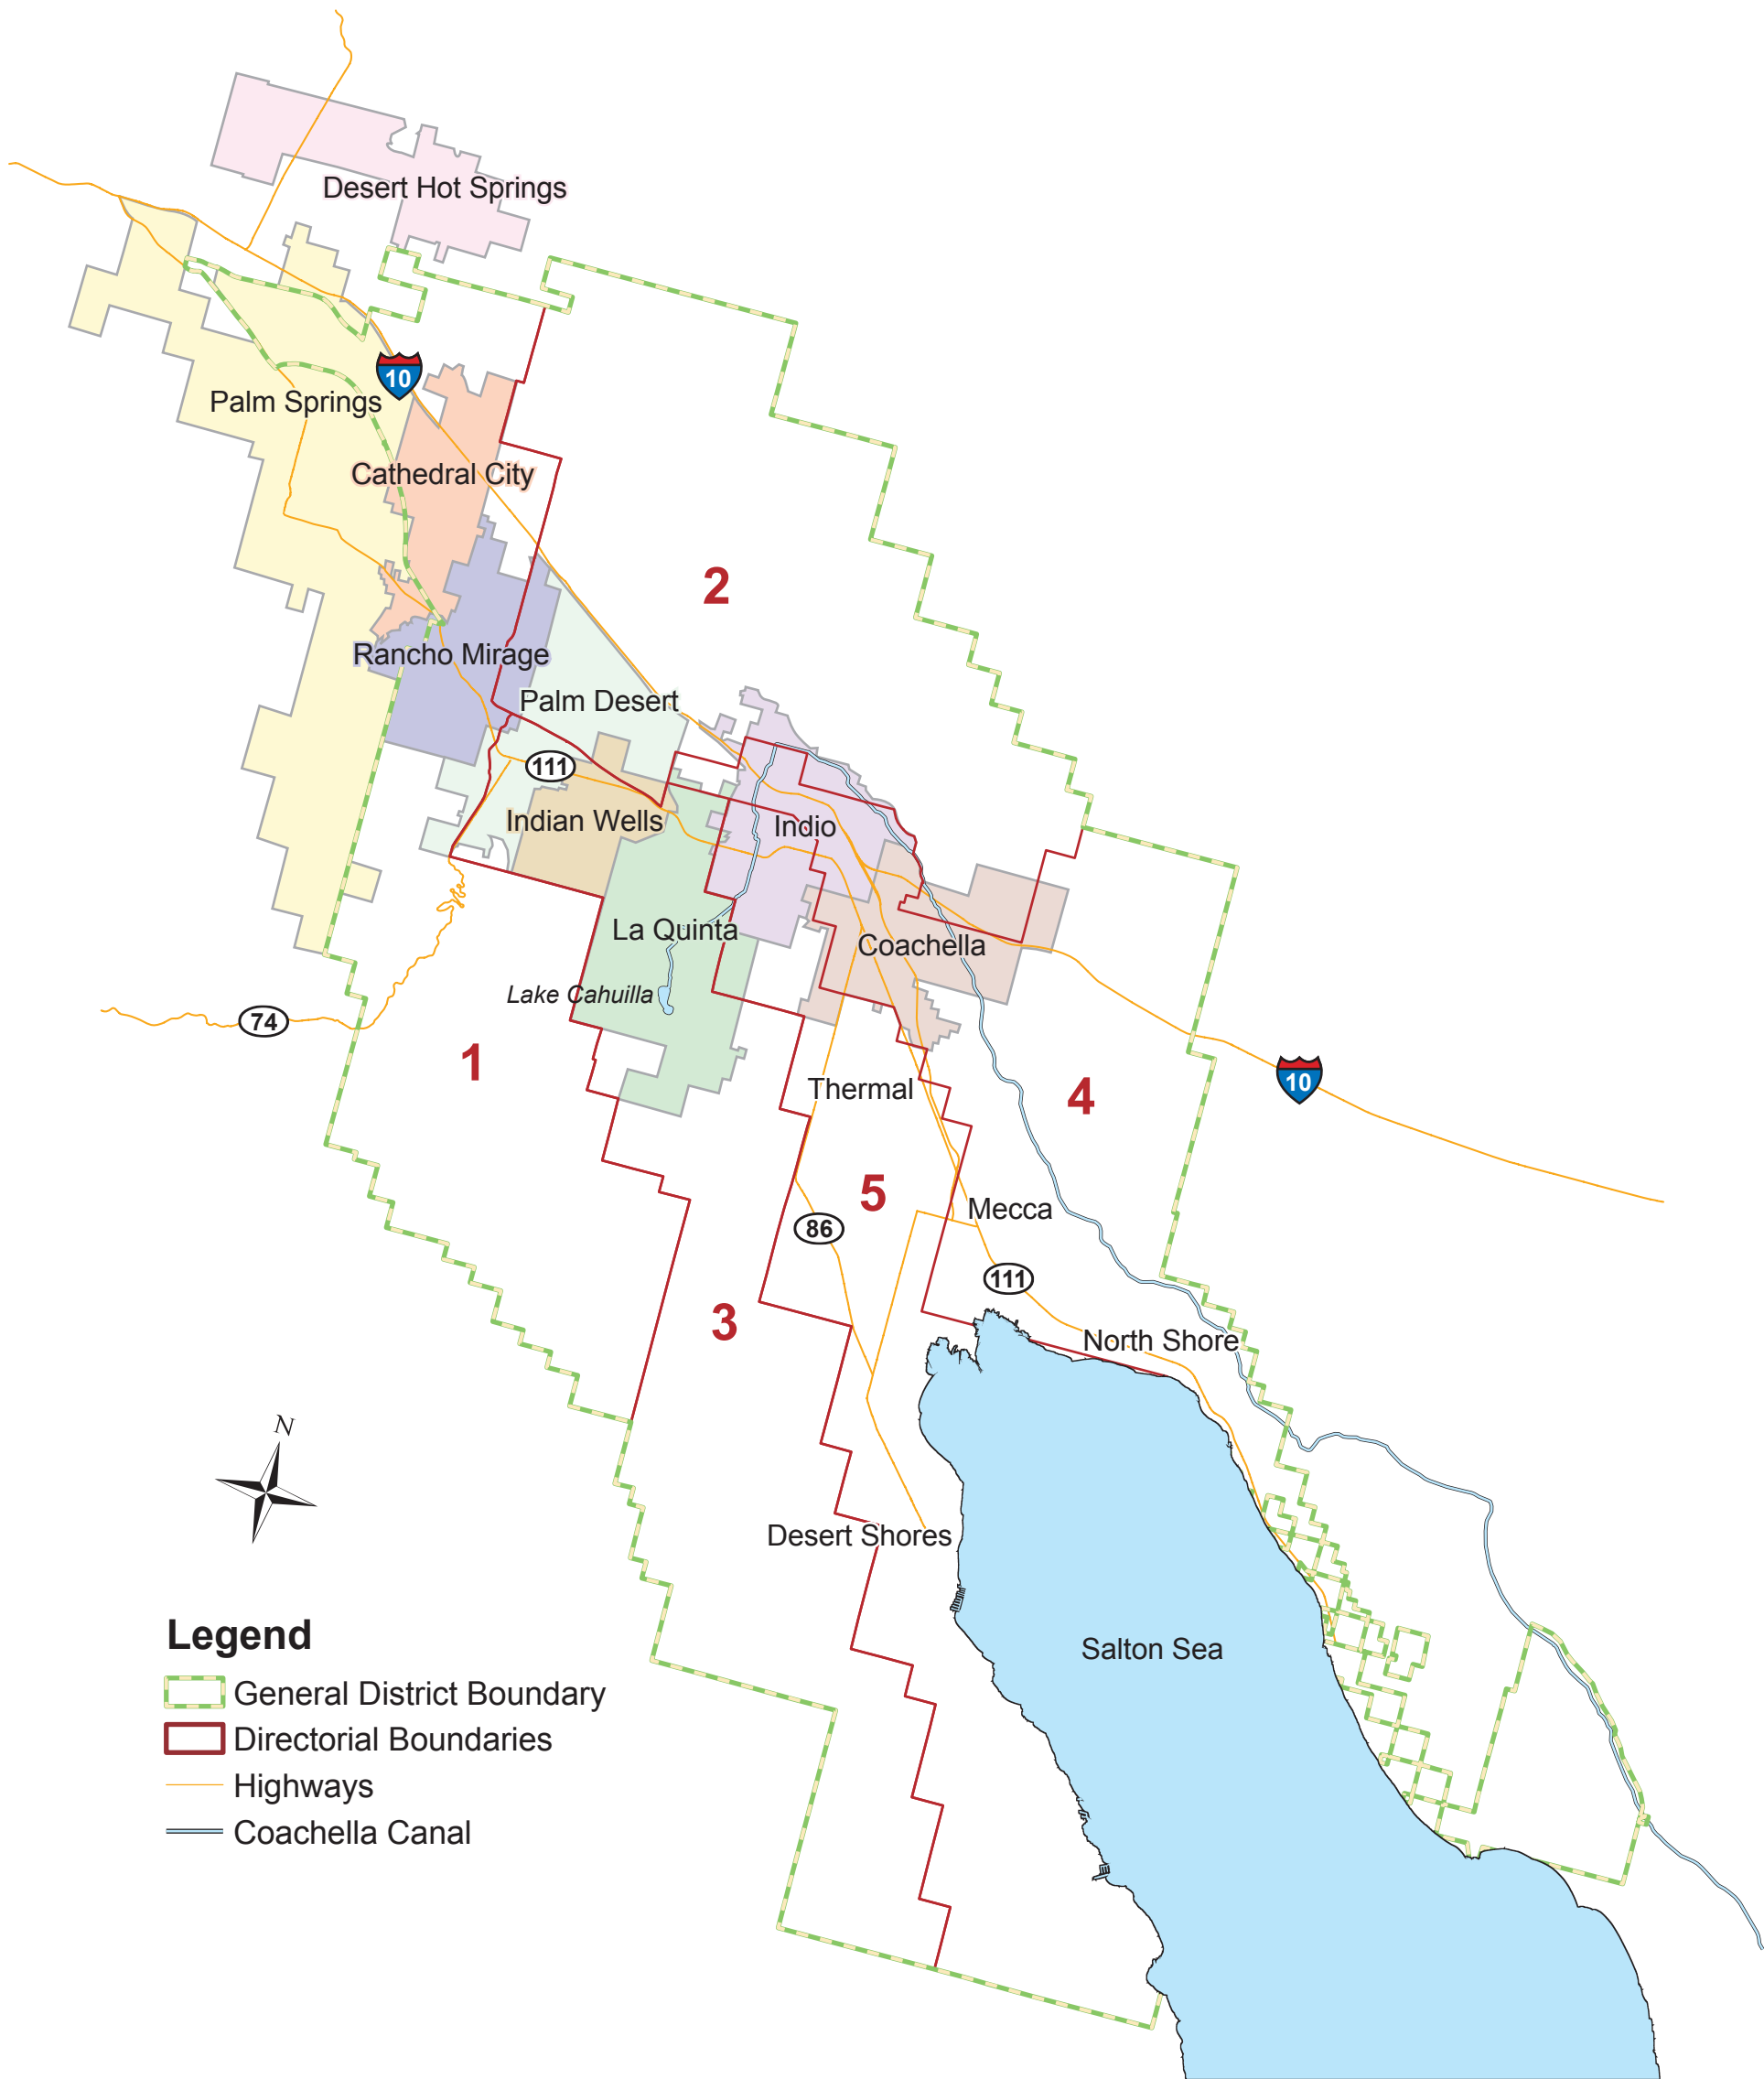 Desert Hot Springs
10
Palm Springs
Cathedral City
2
Rancho Mirage
Palm Desert
111
Indian Wells
Indio
La Quinta
Coachella
Lake Cahuilla
74
1
Thermal
4
10
5
Mecca
86
111
3
North Shore
N
Desert Shores
Salton Sea
Legend
General District Boundary
Directorial Boundaries
Highways
Coachella Canal